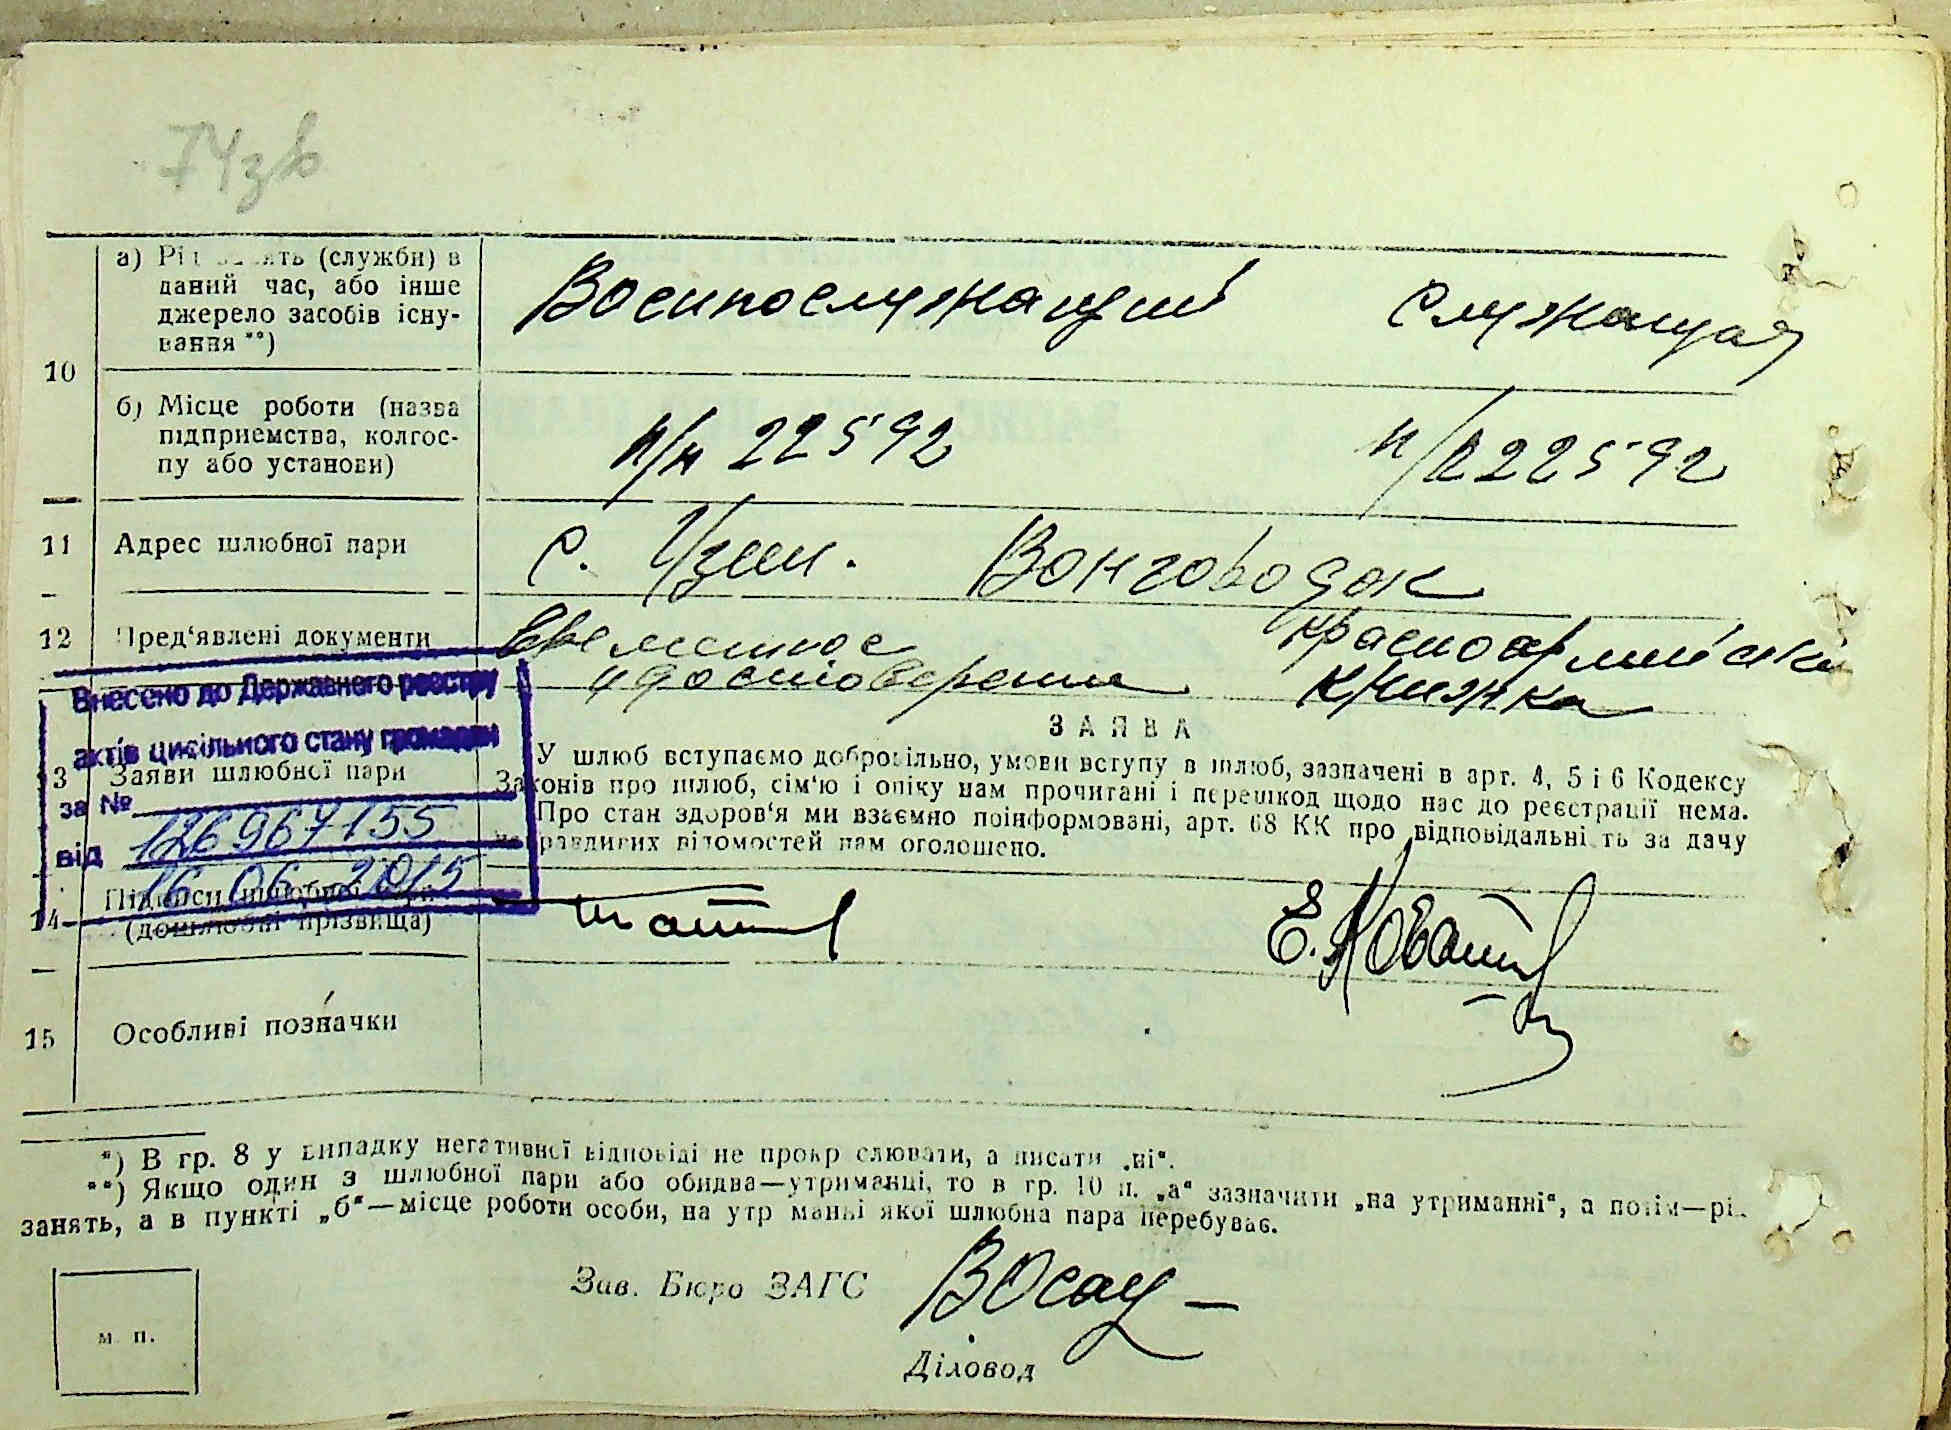 74зв
а) Рід занять (служби) в
даний час, або інше
джерело засобів існу-
вання **)
Военнослужащий служащая
10
б) Місце роботи (назва
підприємства, колгос-
пу або установи)
п/п 22592 п/п 22592
11 Адрес шлюбної пари
с.
12 Пред'явлені документи
Временное
удостоверение
красноармейская
книжка
Внесено до Державного реєстру
актів цивільного стану громадян
за №
126967155
від 16 06 2015
ЗАЯВА
13 Заяви шлюбної пари
У шлюб вступаємо добровільно, умови вступу в шлюб, зазначені в арт. 4, 5 і 6 Кодексу
Законів про шлюб, сім'ю і опіку нам прочитані і перешкод щодо нас до реєстрації нема.
Про стан здоров'я ми взаємно поінформовані, арт. 68 КК про відповідальність за дачу
неправдивих відомостей нам оголошено.
14 Підписи шлюбної пари
(дошлюбні прізвища)
Е.
15 Особливі позначки
*) В гр. 8 у випадку негативної відповіді не прокреслювати, а писати „ні“.
**) Якщо один з шлюбної пари або обидва—утриманці, то в гр. 10 п. „а“ зазначити „на утриманні“, а потім—рід
занять, а в пункті „б“—місце роботи особи, на утриманні якої шлюбна пара перебуває.
Зав. Бюро ЗАГС
Діловод
м. п.